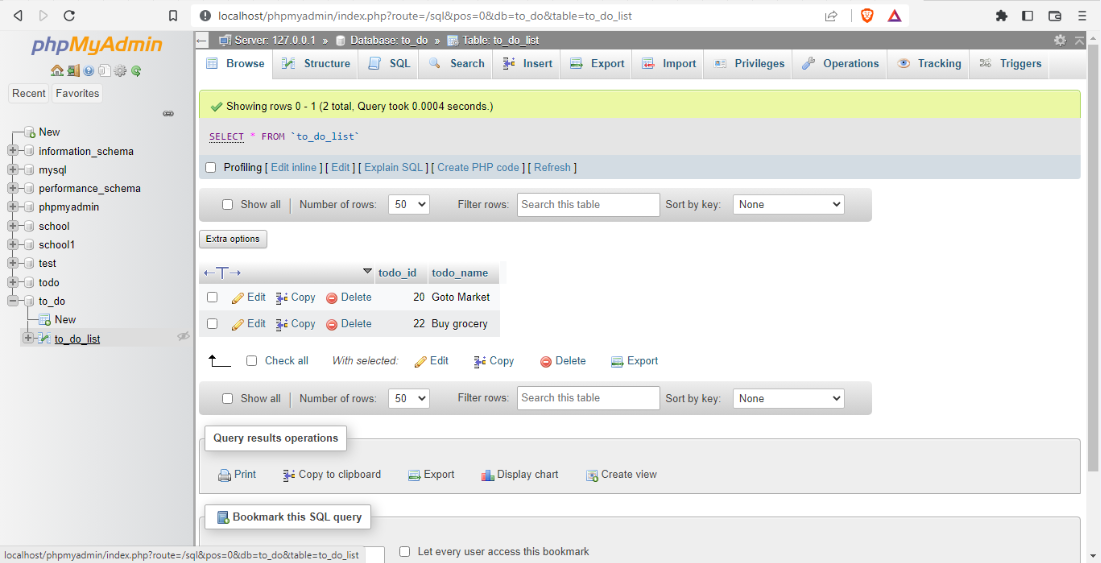 localhost/phpmyadmin/index.php?route=/sql&pos=0&db=to_do&table=to_do_list
phpMyAdmin
Recent Favorites
New
information_schema
mysql
performance_schema
phpmyadmin
school
school1
test
todo
to_do
New
to_do_list
Server: 127.0.0.1 » Database: to_do » Table: to_do_list
Browse Structure SQL Search Insert Export Import Privileges Operations Tracking Triggers
Showing rows 0 - 1 (2 total, Query took 0.0004 seconds.)
SELECT * FROM `to_do_list`
Profiling [ Edit inline ] [ Edit ] [ Explain SQL ] [ Create PHP code ] [ Refresh ]
Show all Number of rows: 50 Filter rows: Search this table Sort by key: None
Extra options
todo_id todo_name
Edit Copy Delete 20 Goto Market
Edit Copy Delete 22 Buy grocery
Check all With selected: Edit Copy Delete Export
Show all Number of rows: 50 Filter rows: Search this table Sort by key: None
Query results operations
Print Copy to clipboard Export Display chart Create view
Bookmark this SQL query
Let every user access this bookmark
localhost/phpmyadmin/index.php?route=/sql&pos=0&db=to_do&table=to_do_list